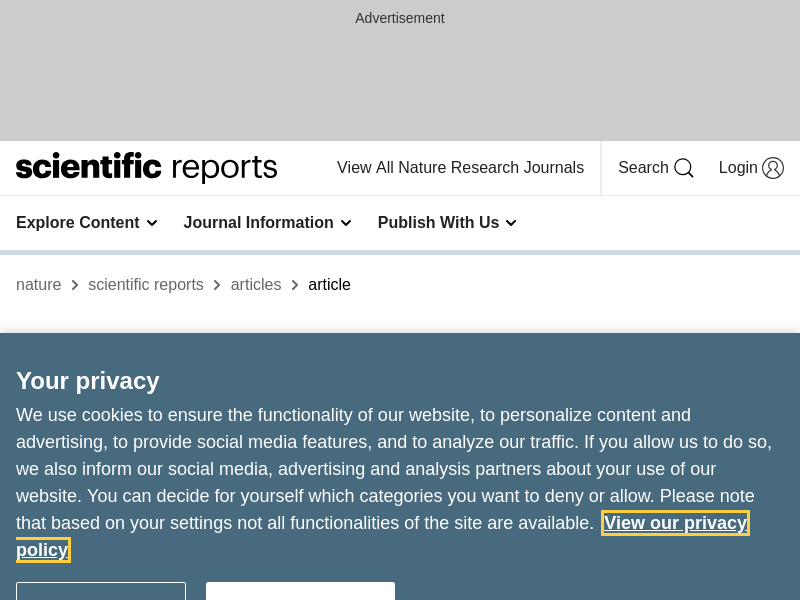 Advertisement
scientific reports
View All Nature Research Journals
Search
Login
Explore Content
Journal Information
Publish With Us
nature
scientific reports
articles
article
Your privacy
We use cookies to ensure the functionality of our website, to personalize content and
advertising, to provide social media features, and to analyze our traffic. If you allow us to do so,
we also inform our social media, advertising and analysis partners about your use of our
website. You can decide for yourself which categories you want to deny or allow. Please note
that based on your settings not all functionalities of the site are available. View our privacy
policy